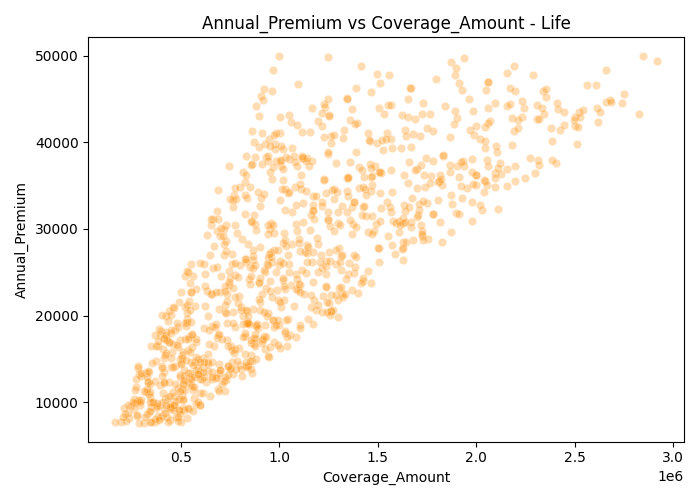 Annual_Premium vs Coverage_Amount - Life
50000
40000
30000
20000
10000
Annual_Premium
0.5 1.0 1.5 2.0 2.5 3.0
1e6
Coverage_Amount